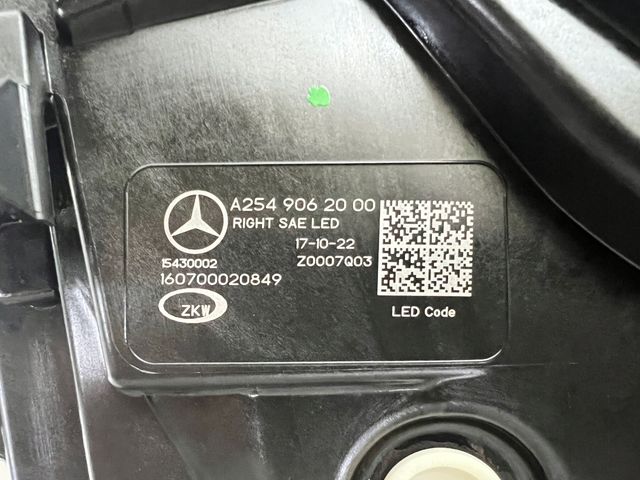 A254 906 20 00
RIGHT SAE LED
17-10-22
15430002
Z0007Q03
160700020849
ZKW
LED Code